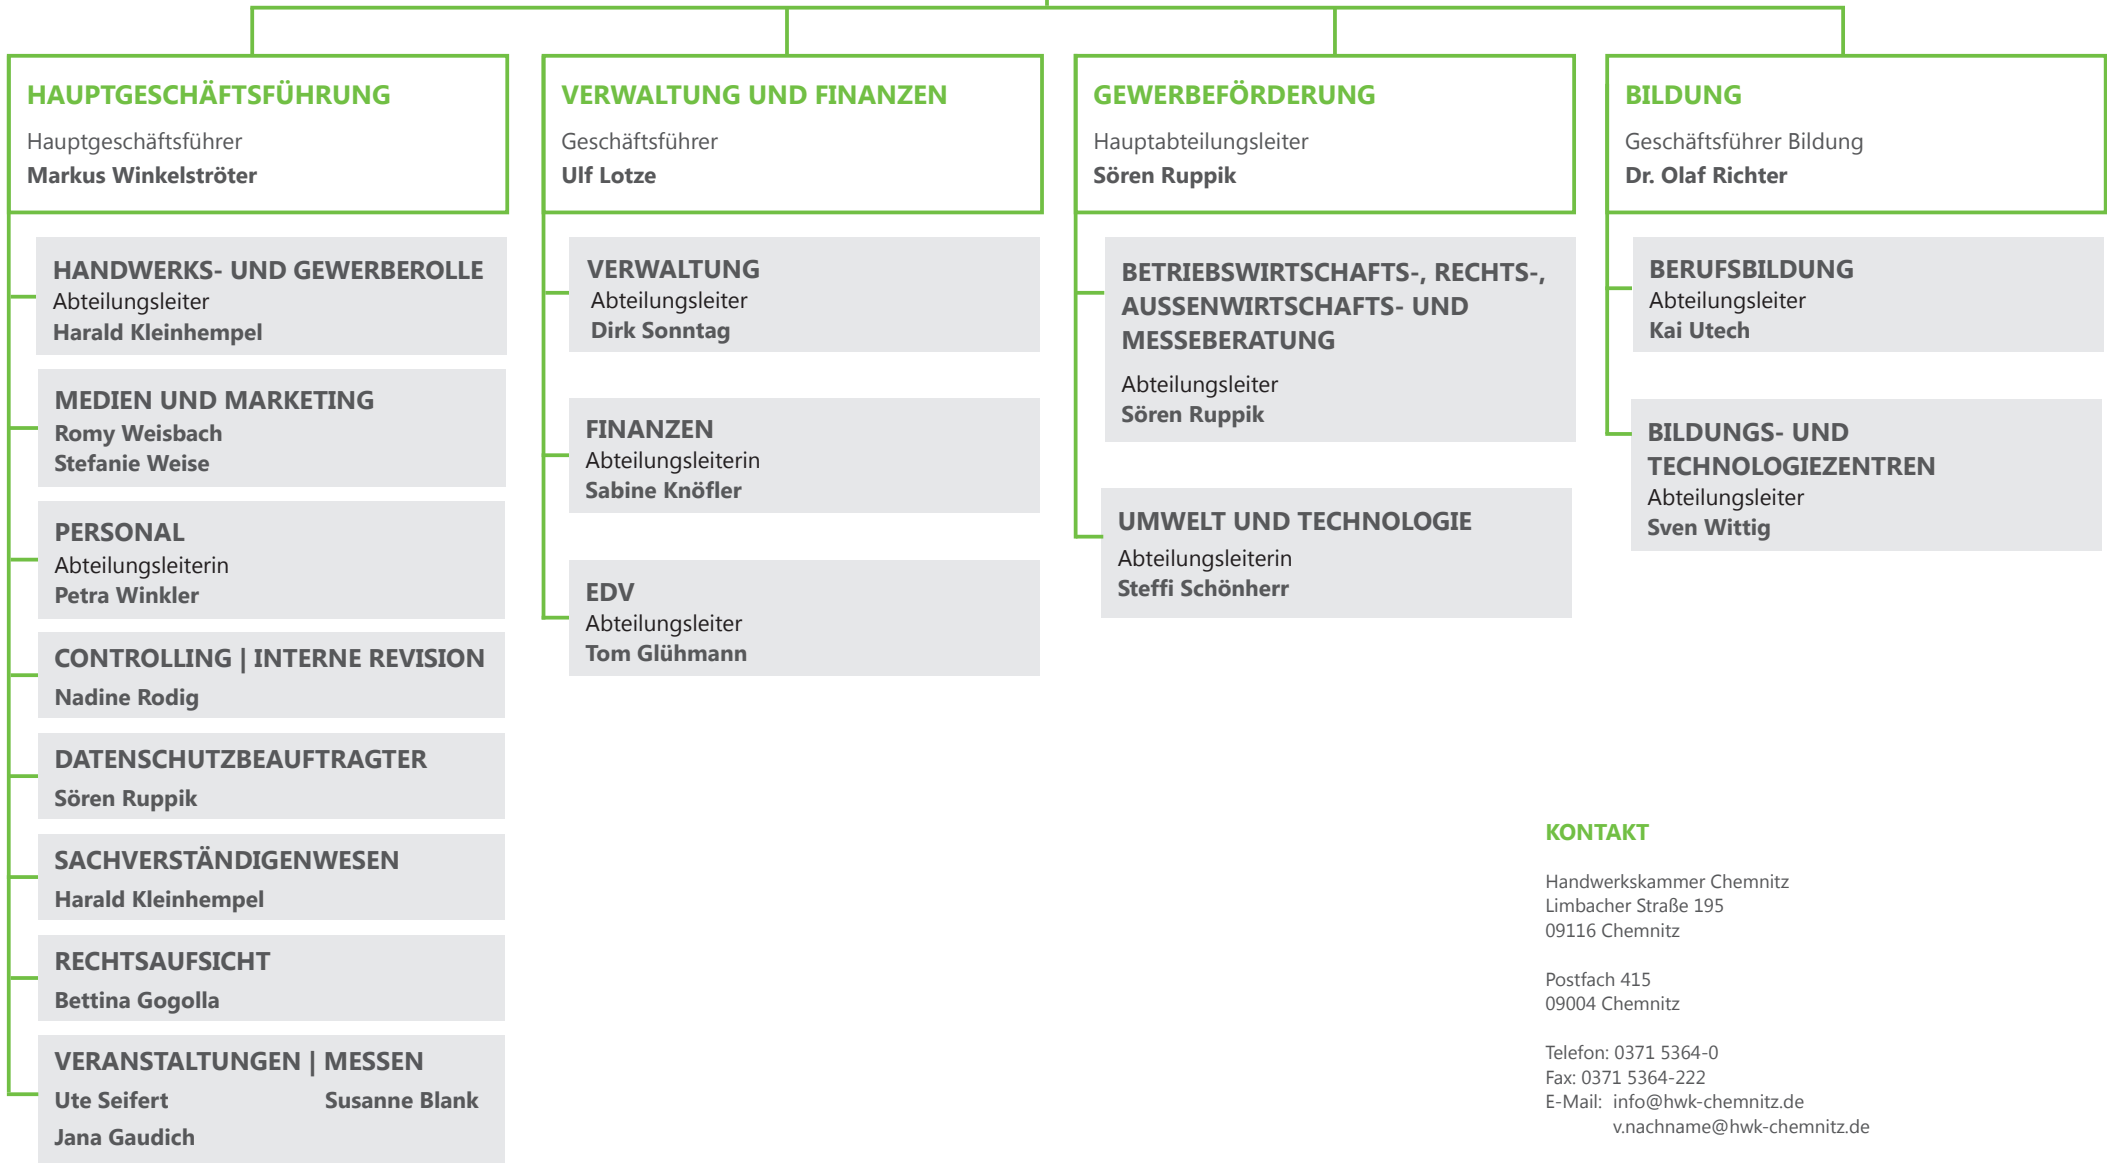 HAUPTGESCHÄFTSFÜHRUNG
Hauptgeschäftsführer
Markus Winkelströter
HANDWERKS- UND GEWERBEROLLE
Abteilungsleiter
Harald Kleinhempel
MEDIEN UND MARKETING
Romy Weisbach
Stefanie Weise
PERSONAL
Abteilungsleiterin
Petra Winkler
CONTROLLING | INTERNE REVISION
Nadine Rodig
DATENSCHUTZBEAUFTRAGTER
Sören Ruppik
SACHVERSTÄNDIGENWESEN
Harald Kleinhempel
RECHTSAUFSICHT
Bettina Gogolla
VERANSTALTUNGEN | MESSEN
Ute Seifert Susanne Blank
Jana Gaudich
VERWALTUNG UND FINANZEN
Geschäftsführer
Ulf Lotze
VERWALTUNG
Abteilungsleiter
Dirk Sonntag
FINANZEN
Abteilungsleiterin
Sabine Knöfler
EDV
Abteilungsleiter
Tom Glühmann
GEWERBEFÖRDERUNG
Hauptabteilungsleiter
Sören Ruppik
BETRIEBSWIRTSCHAFTS-, RECHTS-,
AUSSENWIRTSCHAFTS- UND
MESSEBERATUNG
Abteilungsleiter
Sören Ruppik
UMWELT UND TECHNOLOGIE
Abteilungsleiterin
Steffi Schönherr
BILDUNG
Geschäftsführer Bildung
Dr. Olaf Richter
BERUFSBILDUNG
Abteilungsleiter
Kai Utech
BILDUNGS- UND
TECHNOLOGIEZENTREN
Abteilungsleiter
Sven Wittig
KONTAKT
Handwerkskammer Chemnitz
Limbacher Straße 195
09116 Chemnitz
Postfach 415
09004 Chemnitz
Telefon: 0371 5364-0
Fax: 0371 5364-222
E-Mail: info@hwk-chemnitz.de
v.nachname@hwk-chemnitz.de